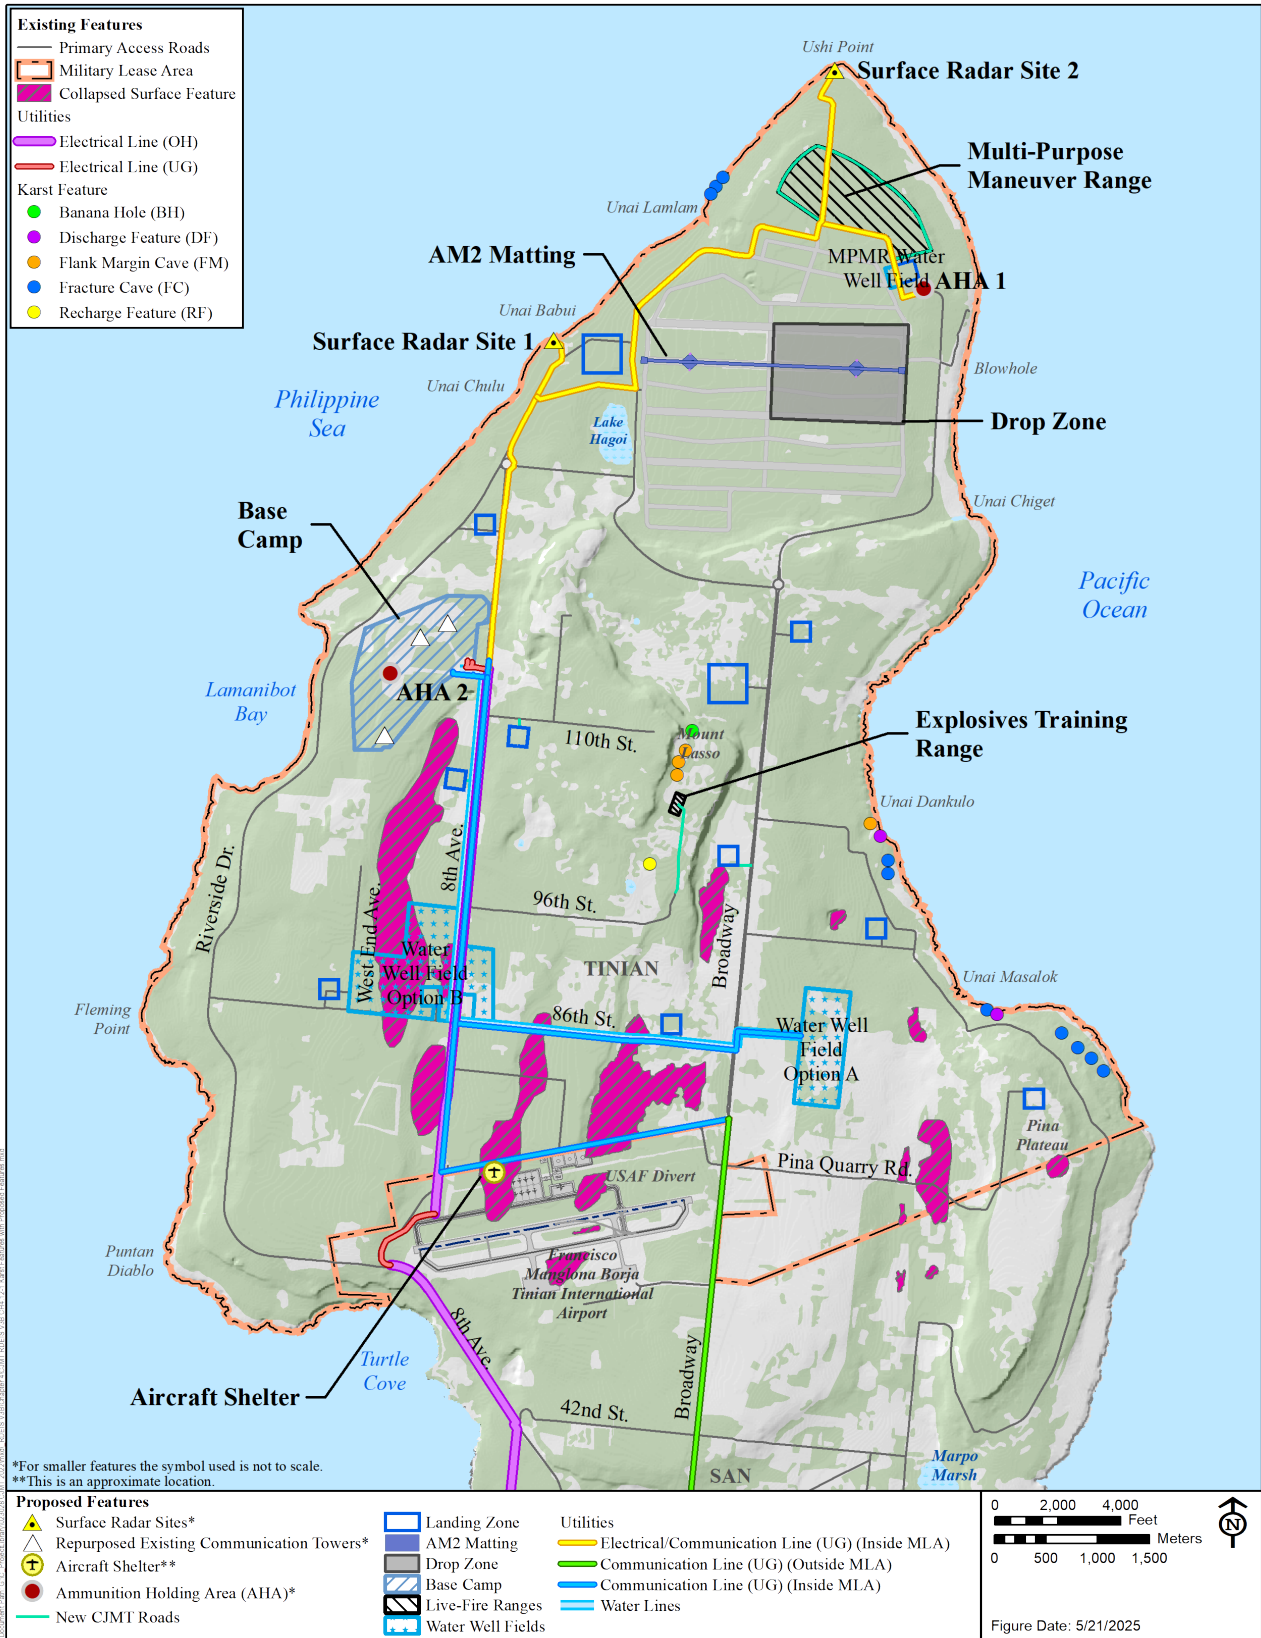 Existing Features
Primary Access Roads
Military Lease Area
Collapsed Surface Feature
Utilities
Electrical Line (OH)
Electrical Line (UG)
Karst Feature
Banana Hole (BH)
Discharge Feature (DF)
Flank Margin Cave (FM)
Fracture Cave (FC)
Recharge Feature (RF)
Ushi Point
Surface Radar Site 2
Multi-Purpose
Maneuver Range
Unai Lamlam
AM2 Matting
MPMR Water
Well Field
AHA 1
Unai Babui
Surface Radar Site 1
Unai Chulu
Blowhole
Philippine
Sea
Lake
Hagoi
Drop Zone
Unai Chiget
Base
Camp
Pacific
Ocean
AHA 2
Lamanibot
Bay
110th St.
Mount
Lasso
Explosives Training
Range
Unai Dankulo
8th Ave.
Riverside Dr.
West End Ave.
96th St.
Broadway
TINIAN
Water
Well Field
Option B
Unai Masalok
Fleming
Point
86th St.
Water Well
Field
Option A
Pina
Plateau
Pina Quarry Rd.
USAF Divert
Puntan
Diablo
Francisco
Manglona Borja
Tinian International
Airport
8th Ave.
Turtle
Cove
Aircraft Shelter
Broadway
42nd St.
Marpo
Marsh
SAN
*For smaller features the symbol used is not to scale.
**This is an approximate location.
Proposed Features
Surface Radar Sites*
Repurposed Existing Communication Towers*
Aircraft Shelter**
Ammunition Holding Area (AHA)*
New CJMT Roads
Landing Zone
AM2 Matting
Drop Zone
Base Camp
Live-Fire Ranges
Water Well Fields
Utilities
Electrical/Communication Line (UG) (Inside MLA)
Communication Line (UG) (Outside MLA)
Communication Line (UG) (Inside MLA)
Water Lines
0 2,000 4,000
Feet
Meters
0 500 1,000 1,500
N
Figure Date: 5/21/2025